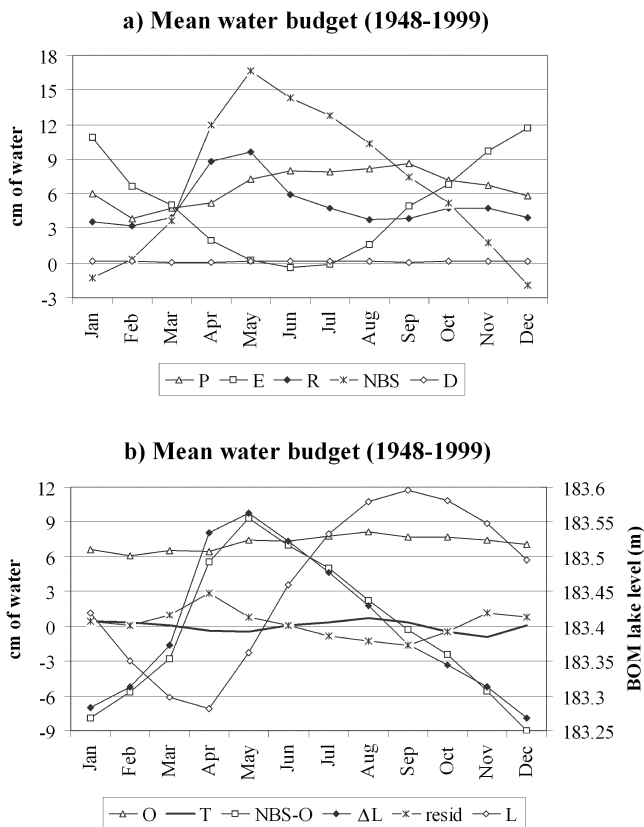 a) Mean water budget (1948-1999)
18
15
12
9
6
3
0
-3
cm of water
Jan Feb Mar Apr May Jun Jul Aug Sep Oct Nov Dec
P E R NBS D
b) Mean water budget (1948-1999)
12
9
6
3
0
-3
-6
-9
cm of water
183.6
183.55
183.5
183.45
183.4
183.35
183.3
183.25
BOM lake level (m)
Jan Feb Mar Apr May Jun Jul Aug Sep Oct Nov Dec
O T NBS-O ΔL resid L